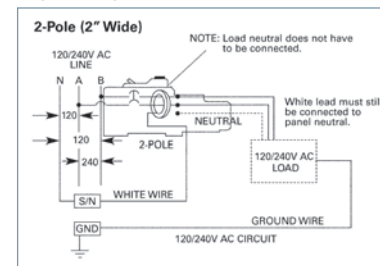 2-Pole (2" Wide)
NOTE: Load neutral does not have
to be connected.
120/240V AC
LINE
N A B
White lead must still
be connected to
panel neutral.
120
NEUTRAL
120
2-POLE
240
120/240V AC
LOAD
WHITE WIRE
S/N
GROUND WIRE
GND
120/240V AC CIRCUIT